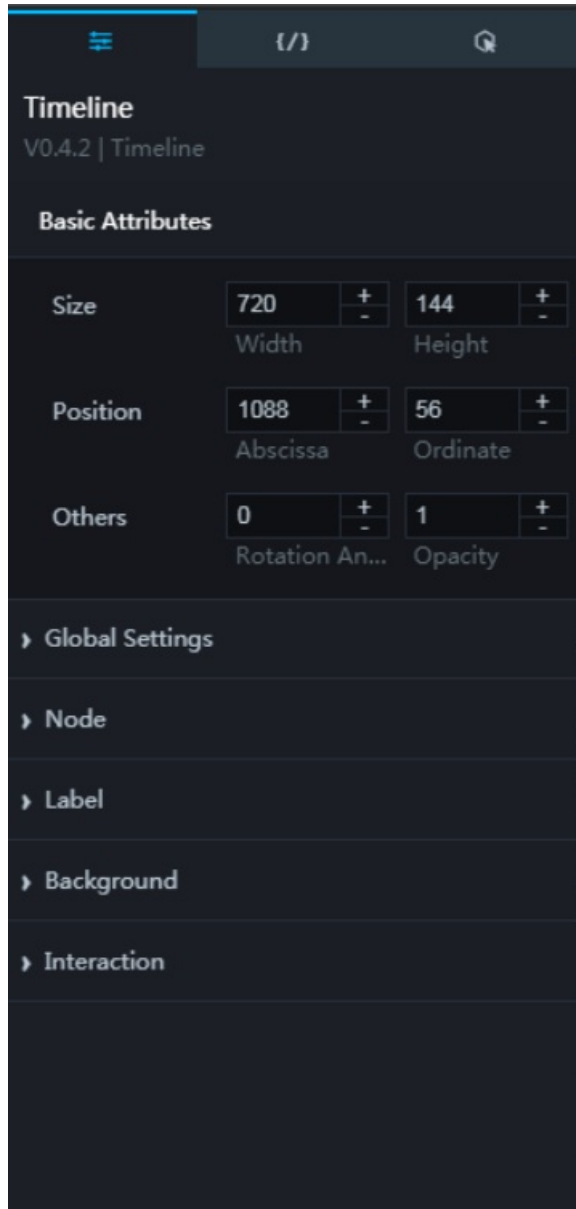 {/}
Timeline
V0.4.2 | Timeline
Basic Attributes
Size 720 + - 144 + -
Width Height
Position 1088 + - 56 + -
Abscissa Ordinate
Others 0 + - 1 + -
Rotation An... Opacity
Global Settings
Node
Label
Background
Interaction